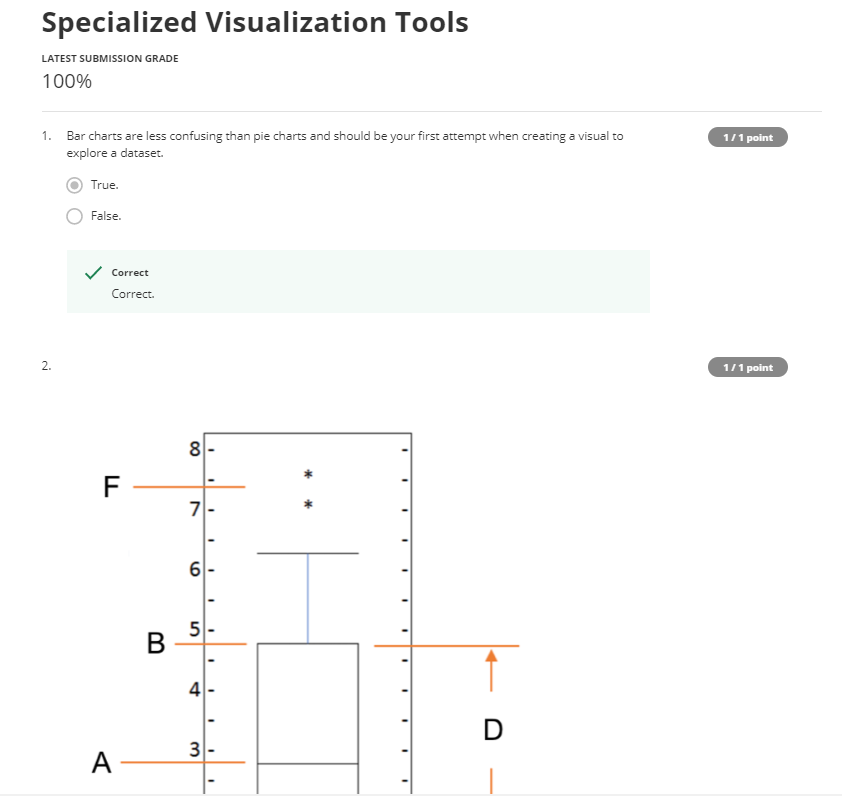 Specialized Visualization Tools
LATEST SUBMISSION GRADE
100%
1. Bar charts are less confusing than pie charts and should be your first attempt when creating a visual to
explore a dataset.
1 / 1 point
True.
False.
Correct
Correct.
2.
1 / 1 point
8
*
F
*
7
6
5
B
4
D
3
A